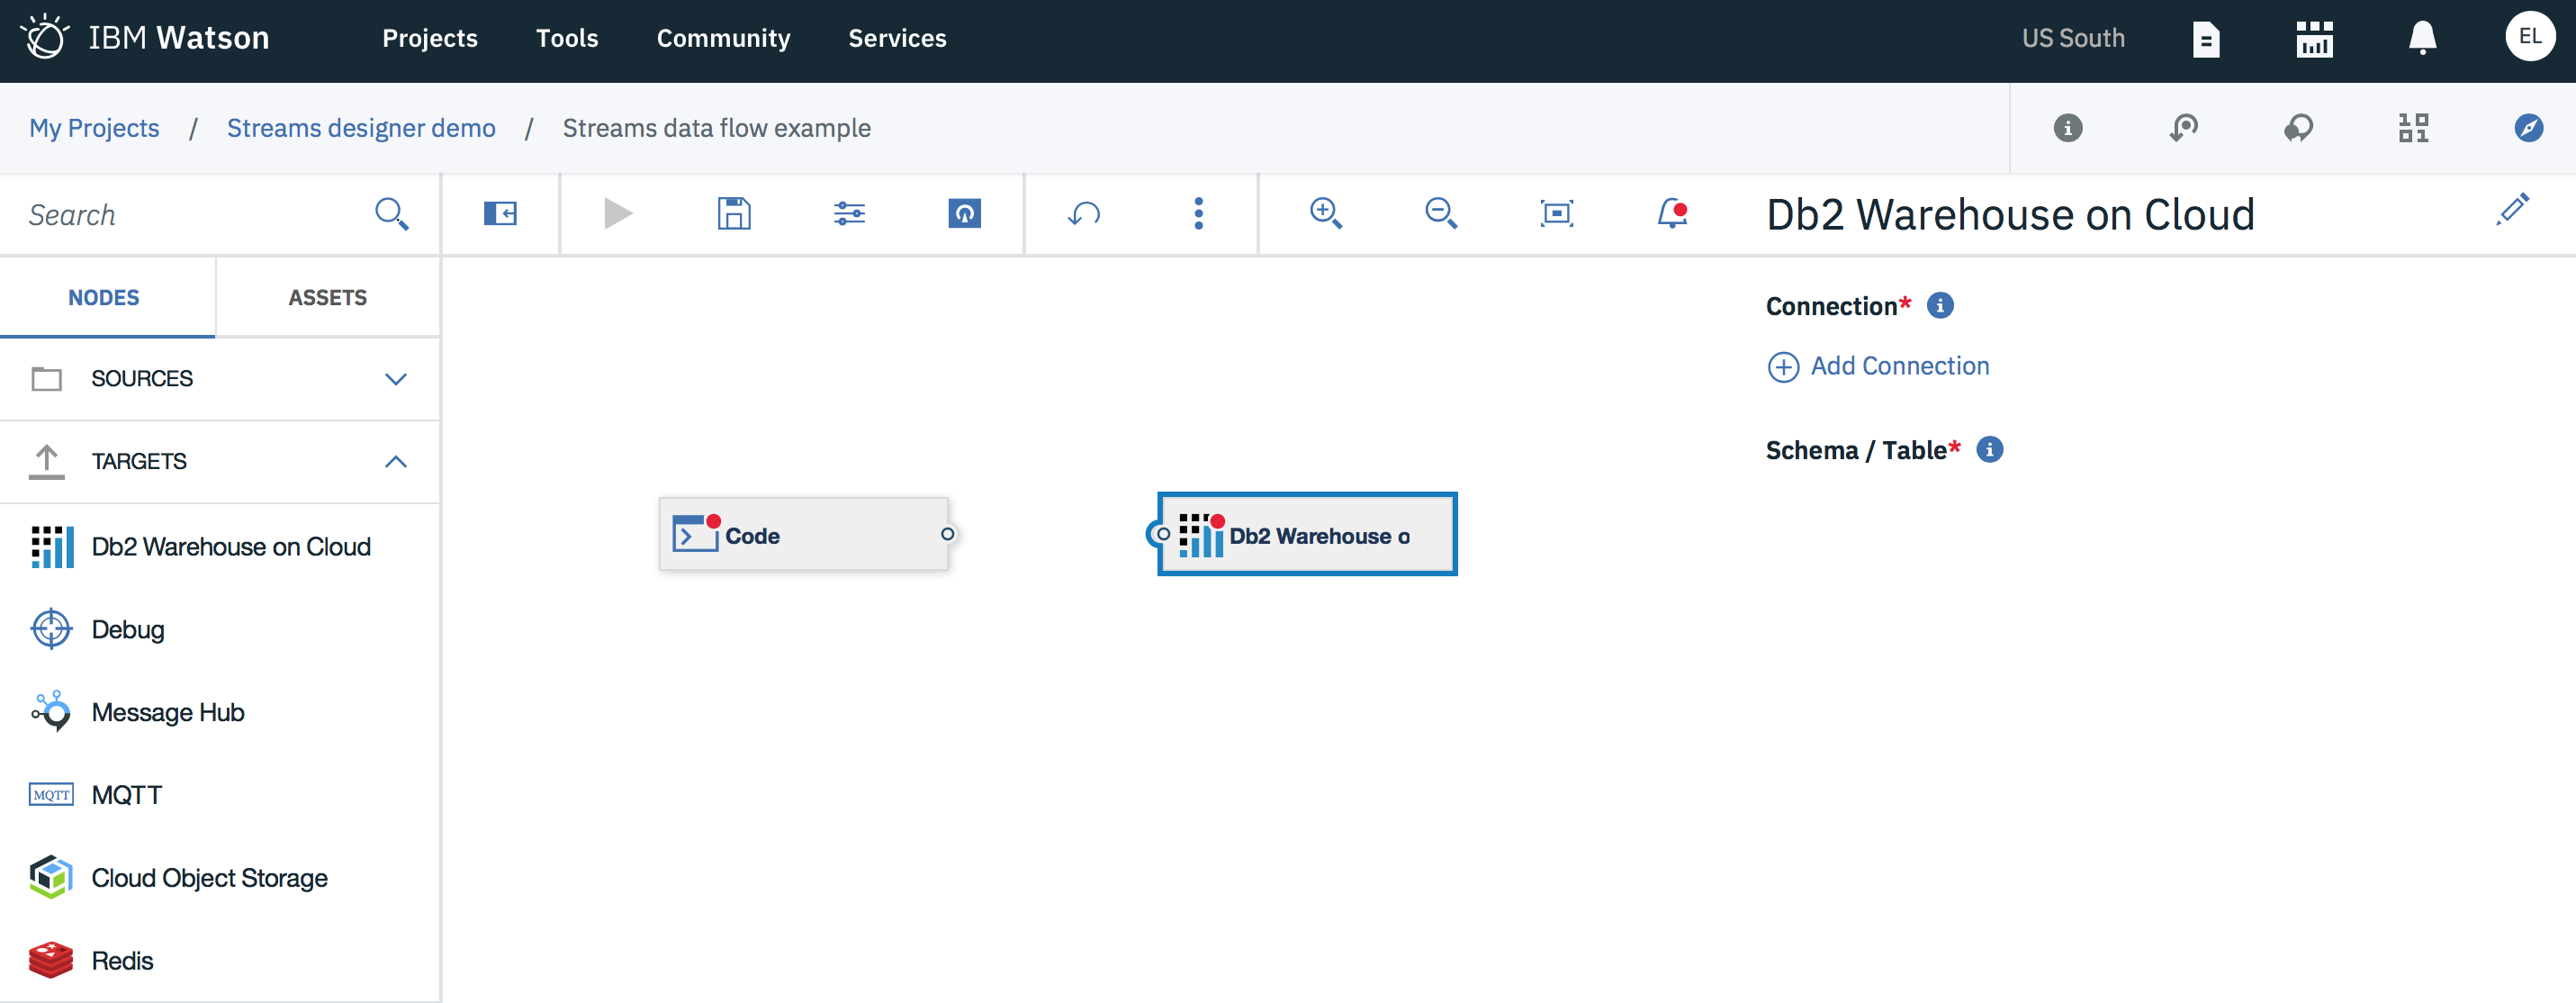 IBM Watson
Projects
Tools
Community
Services
US South
EL
My Projects / Streams designer demo / Streams data flow example
Search
Db2 Warehouse on Cloud
NODES
ASSETS
Connection*
Add Connection
Schema / Table*
SOURCES
TARGETS
Db2 Warehouse on Cloud
Debug
Message Hub
MQTT MQTT
Cloud Object Storage
Redis
Code
Db2 Warehouse o